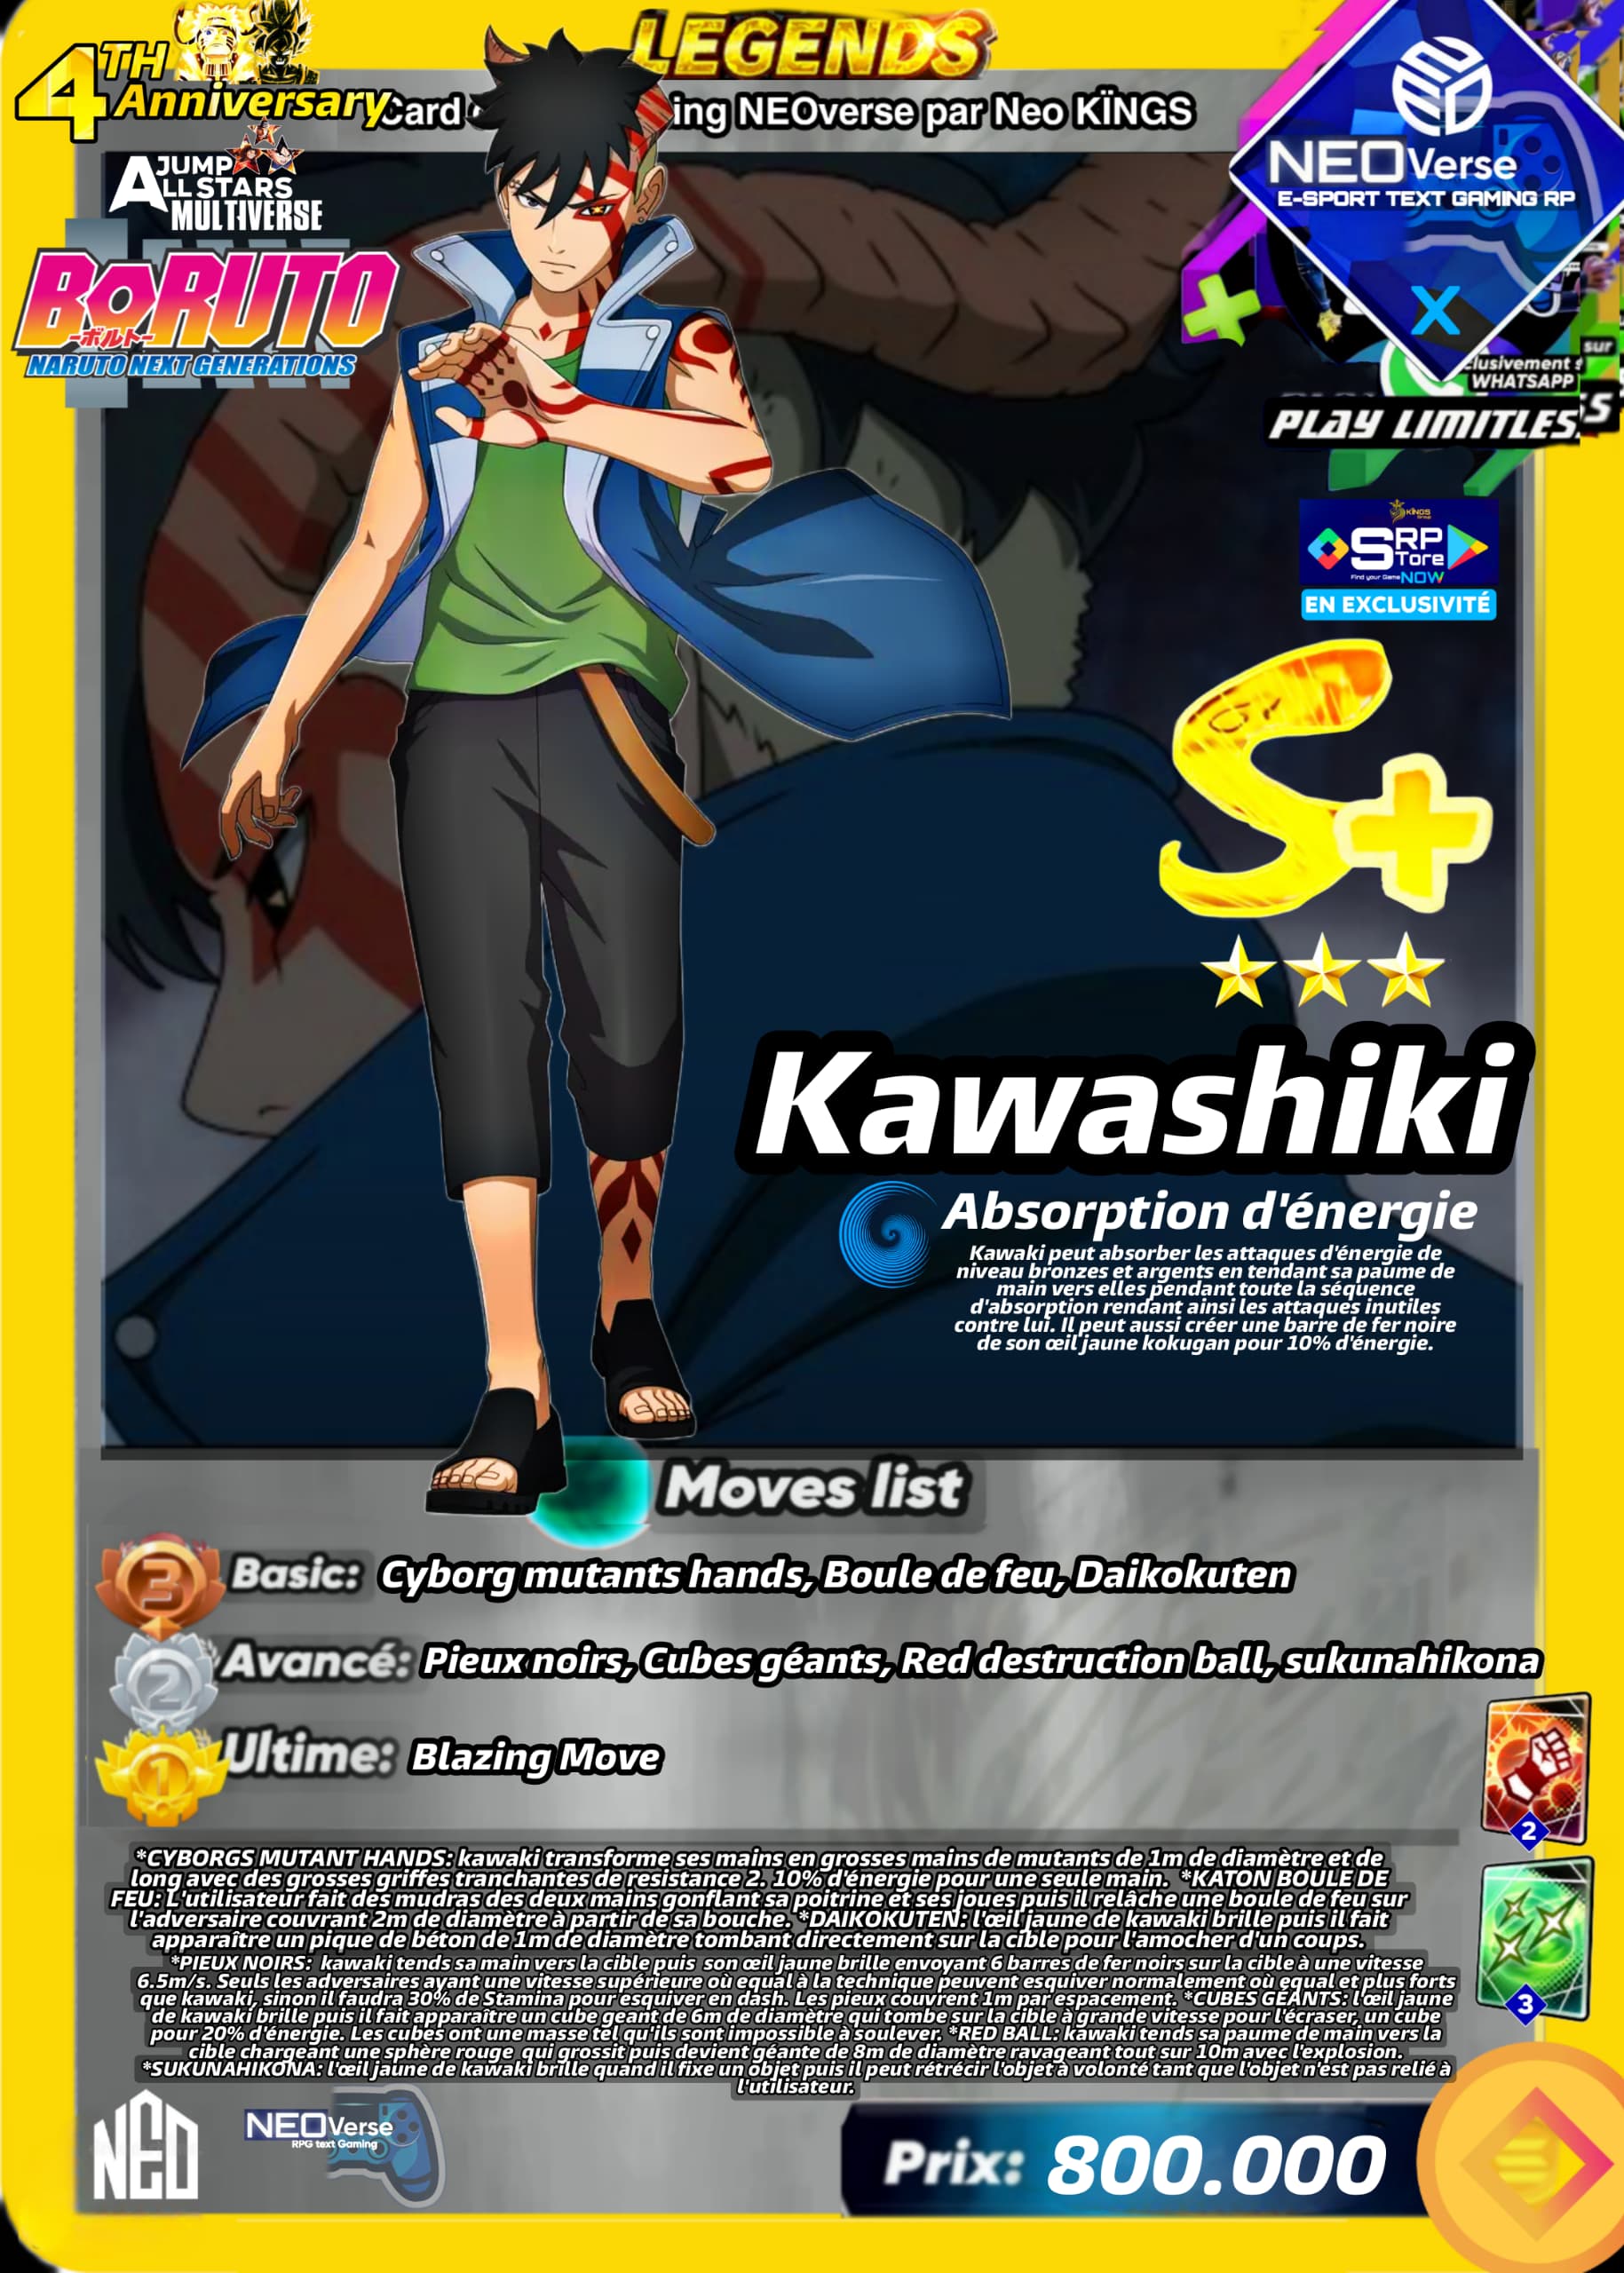 4TH
Anniversary
LEGENDS
Card
ing NEOverse par Neo KÏNGS
A JUMP
ALL STARS
MULTIVERSE
BORUTO
-ボルト-
NARUTO NEXT GENERATIONS
NEOVerse
E-SPORT TEXT GAMING RP
X
sur
clusivement s
WHATSAPP
PLAY LIMITLES
S
KINGS
SRP
Tore
Find your Game NOW
EN EXCLUSIVITÉ
S+
Kawashiki
Absorption d'énergie
Kawaki peut absorber les attaques d'énergie de
niveau bronzes et argents en tendant sa paume de
main vers elles pendant toute la séquence
d'absorption rendant ainsi les attaques inutiles
contre lui. Il peut aussi créer une barre de fer noire
de son œil jaune kokugan pour 10% d'énergie.
Moves list
3 Basic: Cyborg mutants hands, Boule de feu, Daikokuten
2 Avancé: Pieux noirs, Cubes géants, Red destruction ball, sukunahikona
1 Ultime: Blazing Move
2
3
*CYBORGS MUTANT HANDS: kawaki transforme ses mains en grosses mains de mutants de 1m de diamètre et de
long avec des grosses griffes tranchantes de resistance 2. 10% d'énergie pour une seule main. *KATON BOULE DE
FEU: L'utilisateur fait des mudras des deux mains gonflant sa poitrine et ses joues puis il relâche une boule de feu sur
l'adversaire couvrant 2m de diamètre à partir de sa bouche. *DAIKOKUTEN: l'œil jaune de kawaki brille puis il fait
apparaître un pique de béton de 1m de diamètre tombant directement sur la cible pour l'amocher d'un coups.
*PIEUX NOIRS: kawaki tends sa main vers la cible puis son œil jaune brille envoyant 6 barres de fer noirs sur la cible à une vitesse
6.5m/s. Seuls les adversaires ayant une vitesse supérieure où equal à la technique peuvent esquiver normalement où equal et plus forts
que kawaki, sinon il faudra 30% de Stamina pour esquiver en dash. Les pieux couvrent 1m par espacement. *CUBES GÉANTS: l'œil jaune
de kawaki brille puis il fait apparaître un cube geant de 6m de diamètre qui tombe sur la cible à grande vitesse pour l'écraser, un cube
pour 20% d'énergie. Les cubes ont une masse tel qu'ils sont impossible à soulever. *RED BALL: kawaki tends sa paume de main vers la
cible chargeant une sphère rouge qui grossit puis devient géante de 8m de diamètre ravageant tout sur 10m avec l'explosion.
*SUKUNAHIKONA: l'œil jaune de kawaki brille quand il fixe un objet puis il peut rétrécir l'objet à volonté tant que l'objet n'est pas relié à
l'utilisateur.
NEO
NEOVerse
RPG text Gaming
Prix: 800.000